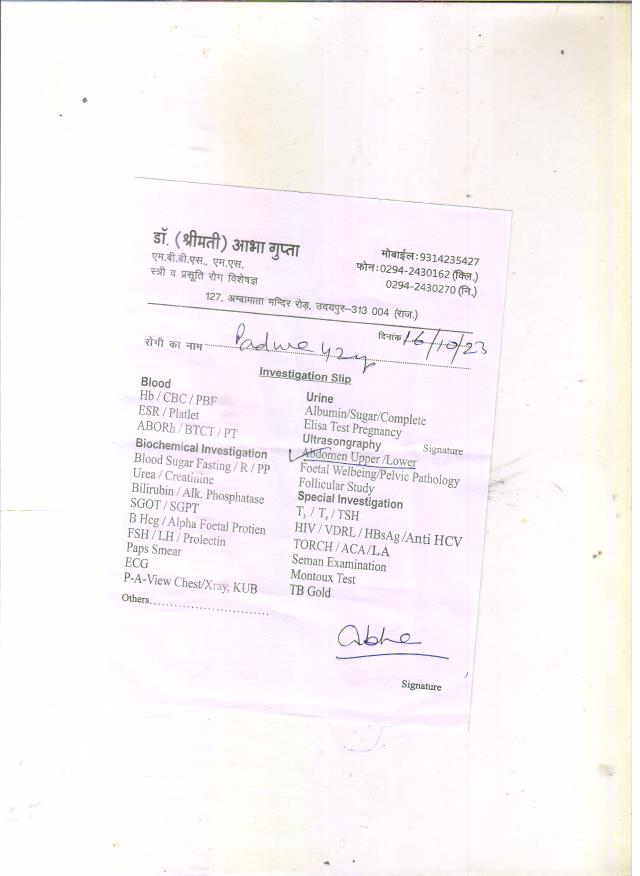 डॉ. (श्रीमती) आभा गुप्ता
एम.बी.बी.एस., एम.एस.
स्त्री व प्रसूति रोग विशेषज्ञ
मोबाईल:9314235427
फोन:0294-2430162 (क्लि.)
0294-2430270 (नि.)
127, अम्बामाता मन्दिर रोड़, उदयपुर–313 004 (राज.)
रोगी का नाम
दिनांक 16/10/23
Investigation Slip
Blood
Hb / CBC / PBF
ESR / Platlet
ABORh / BTCT / PT
Biochemical Investigation
Blood Sugar Fasting / R / PP
Urea / Creatinine
Bilirubin / Alk. Phosphatase
SGOT / SGPT
B Hcg / Alpha Foetal Protien
FSH / LH / Prolectin
Paps Smear
ECG
P-A-View Chest/Xray, KUB
Others............................
Urine
Albumin/Sugar/Complete
Elisa Test Pregnancy
Ultrasongraphy
Signature
Abdomen Upper /Lower
Foetal Welbeing/Pelvic Pathology
Follicular Study
Special Investigation
T₃ / T₄ / TSH
HIV / VDRL / HBsAg / Anti HCV
TORCH / ACA/LA
Seman Examination
Montoux Test
TB Gold
Signature